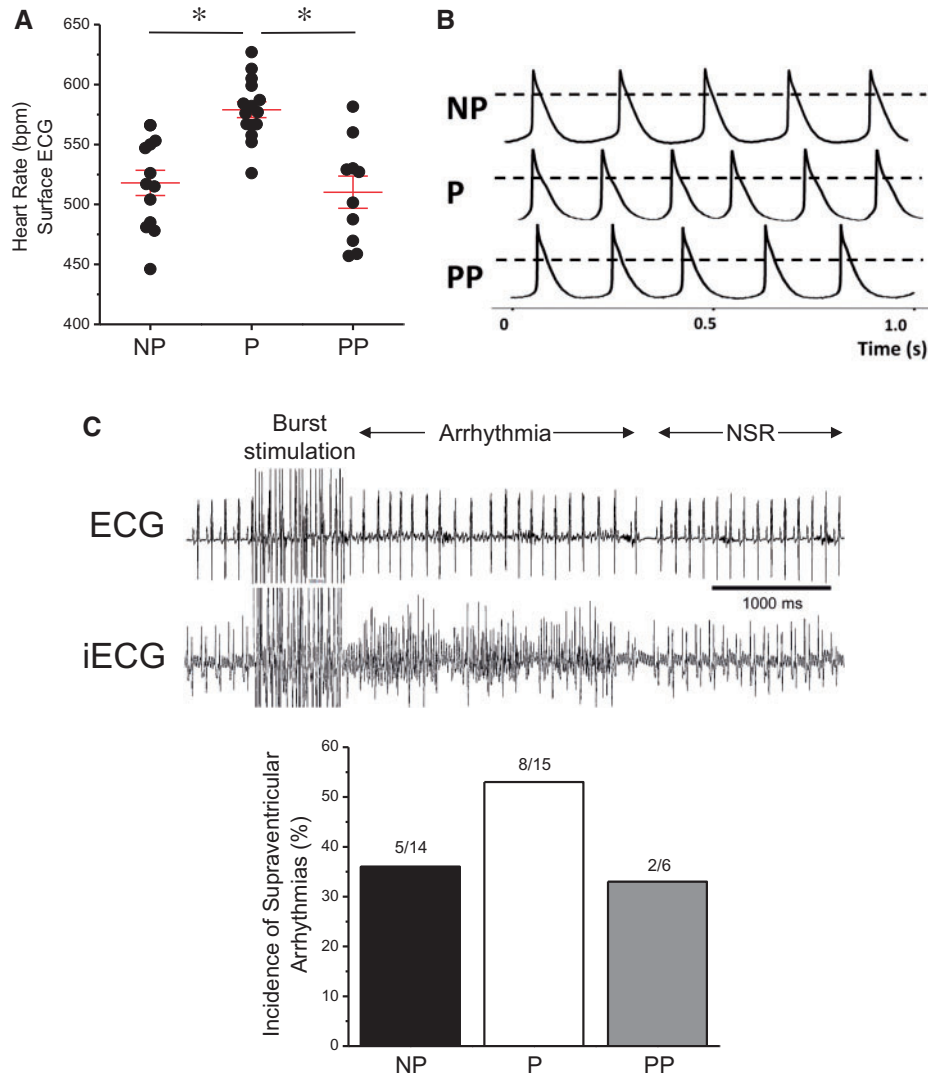 A
* *
650
600
550
500
450
400
Heart Rate (bpm)
Surface ECG
NP P PP
B
NP
P
PP
0 0.5 1.0
Time (s)
C
Burst
stimulation
Arrhythmia
NSR
ECG
iECG
1000 ms
60
50
40
30
20
10
0
Incidence of Supraventricular
Arrhythmias (%)
5/14
8/15
2/6
NP P PP